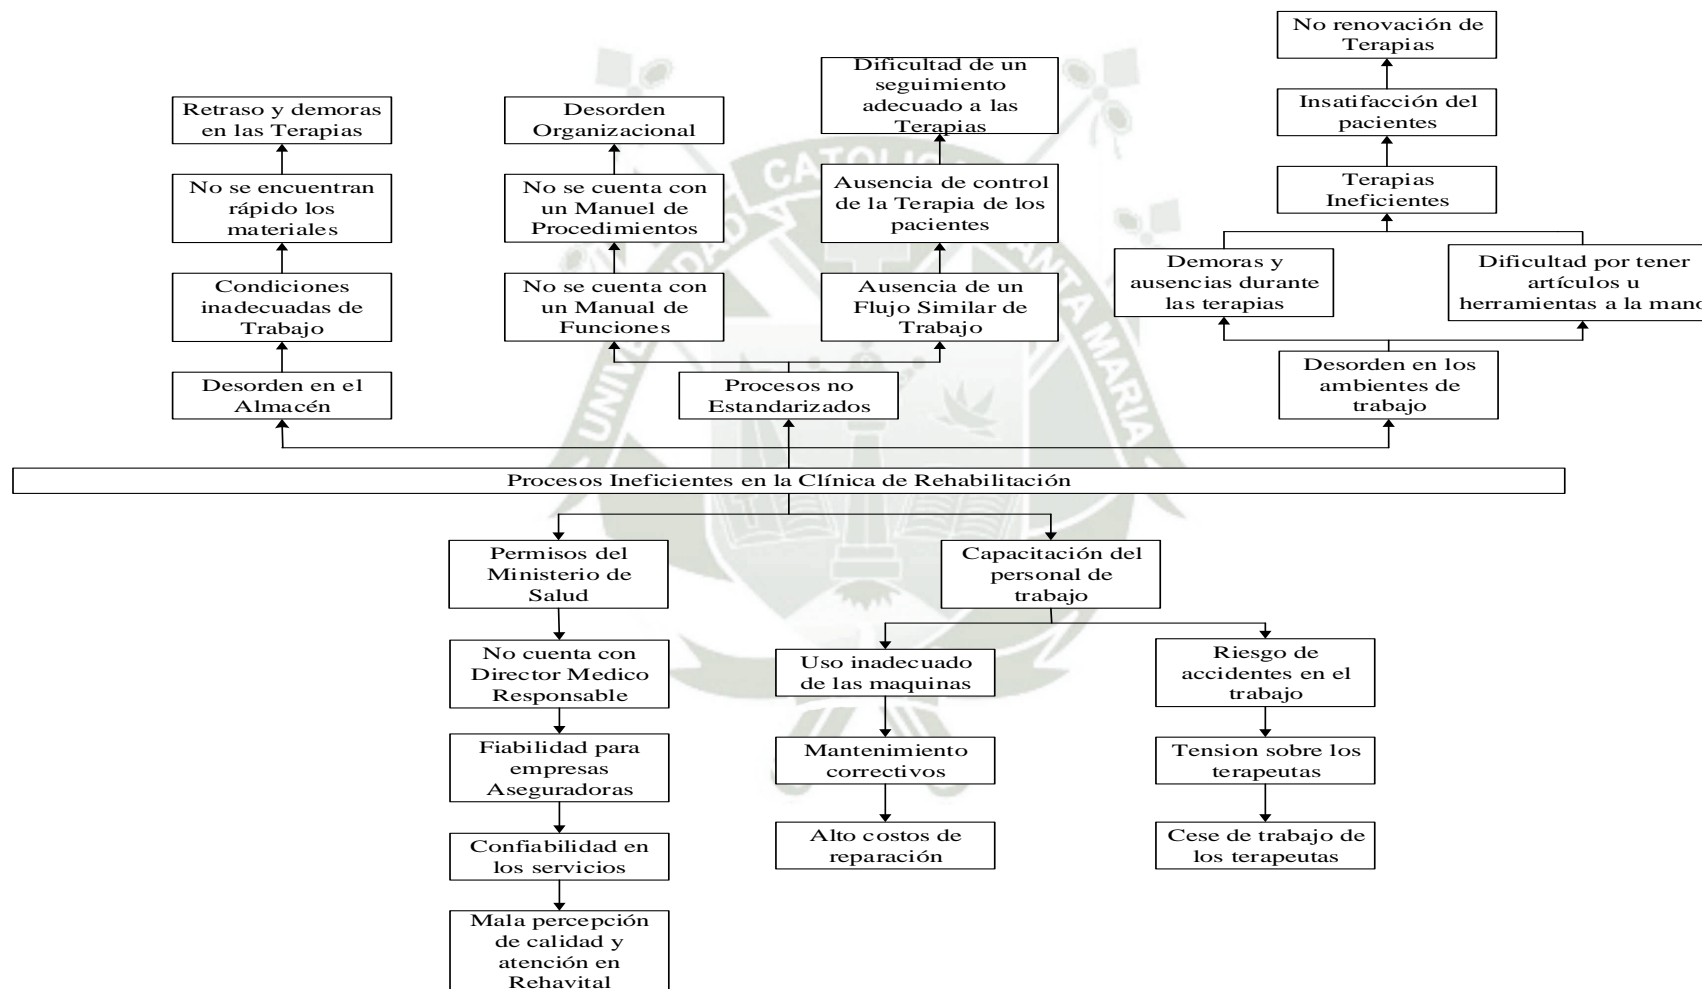 No renovación de
Terapias
Dificultad de un
seguimiento
adecuado a las
Terapias
Retraso y demoras
en las Terapias
Desorden
Organizacional
Insatifacción del
pacientes
No se encuentran
rápido los
materiales
No se cuenta con
un Manuel de
Procedimientos
Ausencia de control
de la Terapia de los
pacientes
Terapias
Ineficientes
Condiciones
inadecuadas de
Trabajo
No se cuenta con
un Manual de
Funciones
Ausencia de un
Flujo Similar de
Trabajo
Demoras y
ausencias durante
las terapias
Dificultad por tener
artículos u
herramientas a la mano
Desorden en el
Almacén
Procesos no
Estandarizados
Desorden en los
ambientes de
trabajo
Procesos Ineficientes en la Clínica de Rehabilitación
Permisos del
Ministerio de
Salud
Capacitación del
personal de
trabajo
No cuenta con
Director Medico
Responsable
Uso inadecuado
de las maquinas
Riesgo de
accidentes en el
trabajo
Fiabilidad para
empresas
Aseguradoras
Mantenimiento
correctivos
Tension sobre los
terapeutas
Confiabilidad en
los servicios
Alto costos de
reparación
Cese de trabajo de
los terapeutas
Mala percepción
de calidad y
atención en
Rehavital